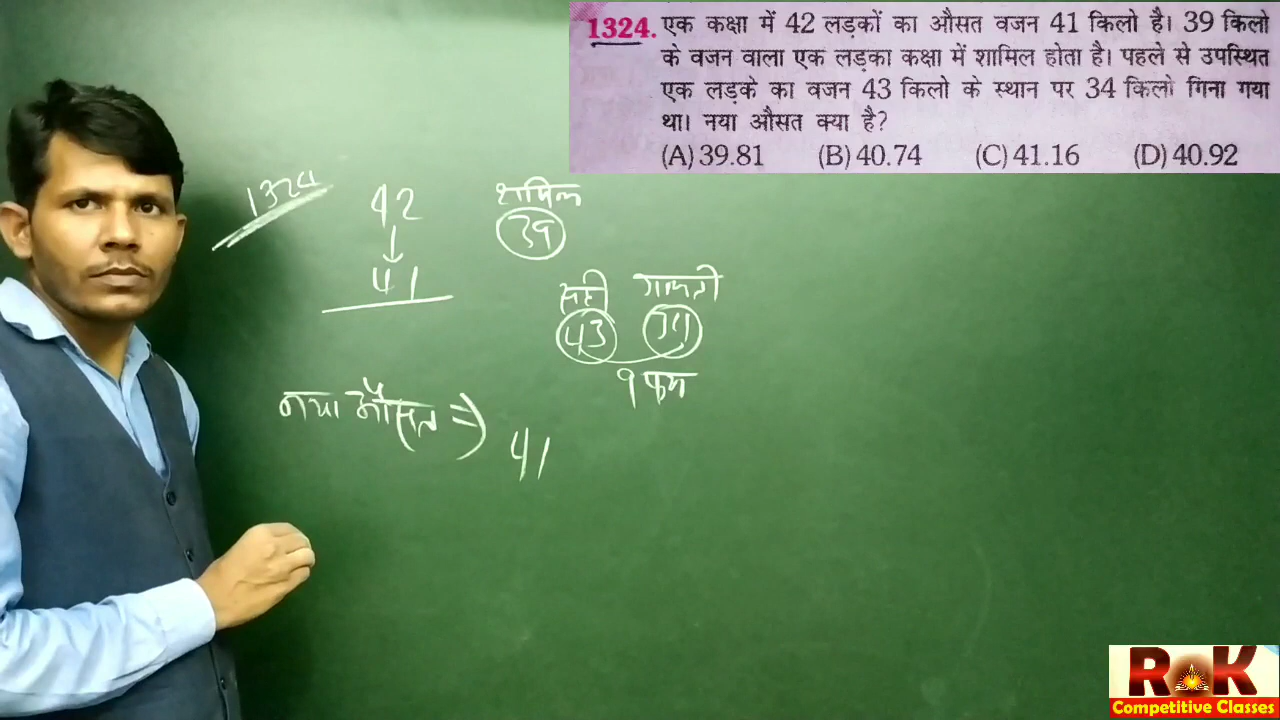 1324. एक कक्षा में 42 लड़कों का औसत वजन 41 किलो है। 39 किलो
के वजन वाला एक लड़का कक्षा में शामिल होता है। पहले से उपस्थित
एक लड़के का वजन 43 किलो के स्थान पर 34 किलो गिना गया
था। नया औसत क्या है?
(A) 39.81 (B) 40.74 (C) 41.16 (D) 40.92
1324
42
शामिल
39
41
सही गलती
43 34
9 कम
नया औसत ⇒ 41
RK
Competitive Classes